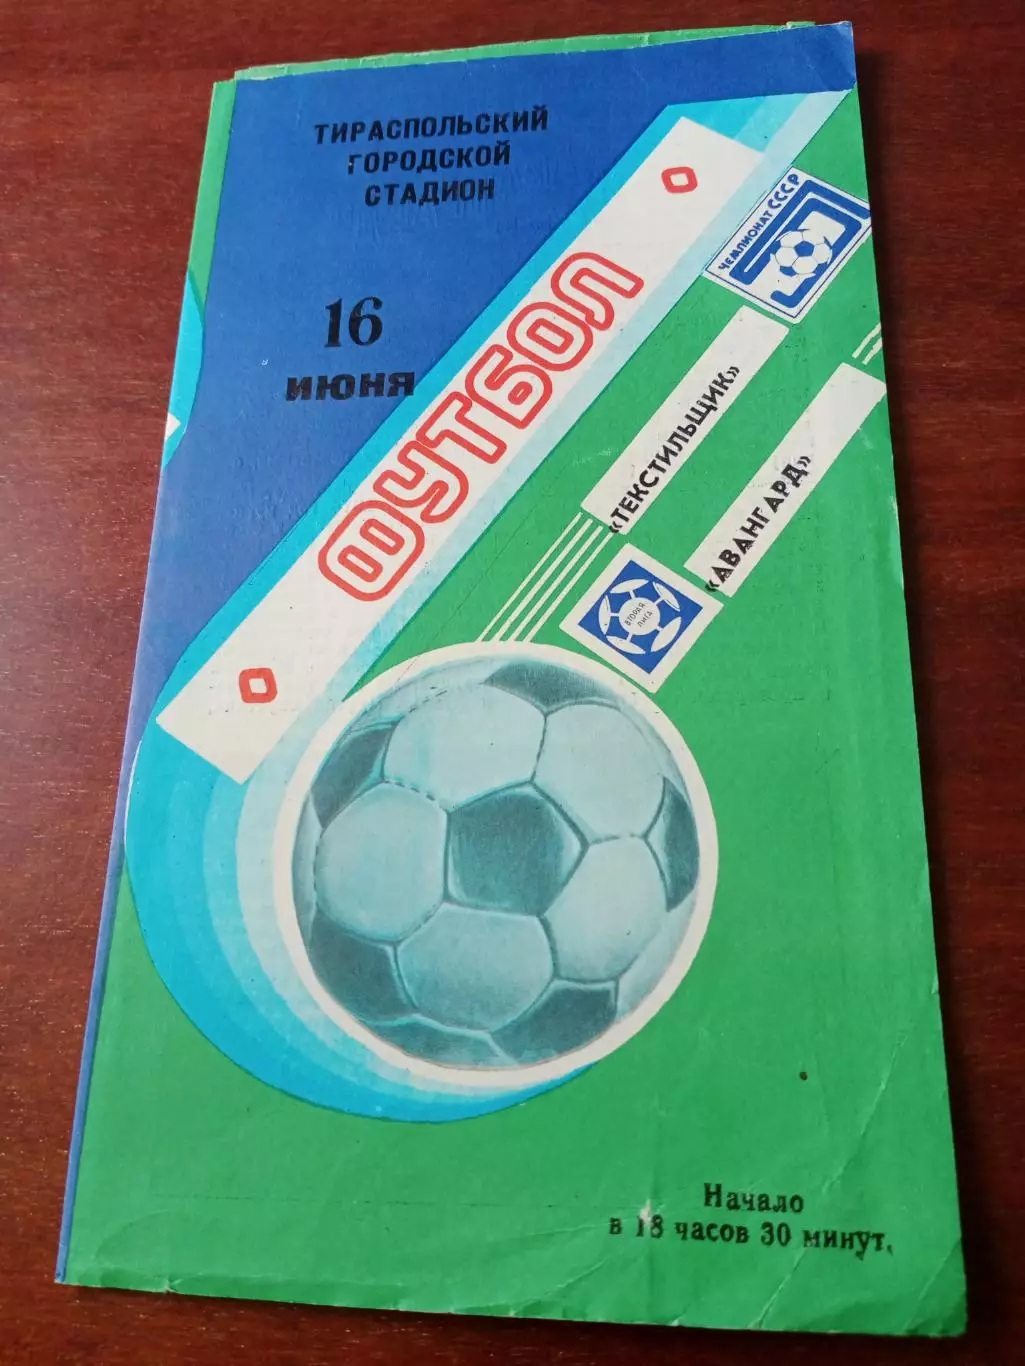 ТИРАСПОЛЬСКИЙ
ГОРОДСКОЙ
СТАДИОН
16
ИЮНЯ
ФУТБОЛ
ЧЕМПИОНАТ СССР
«ТЕКСТИЛЬЩИК»
«АВАНГАРД»
ВТОРАЯ
ЛИГА
Начало
в 18 часов 30 минут.